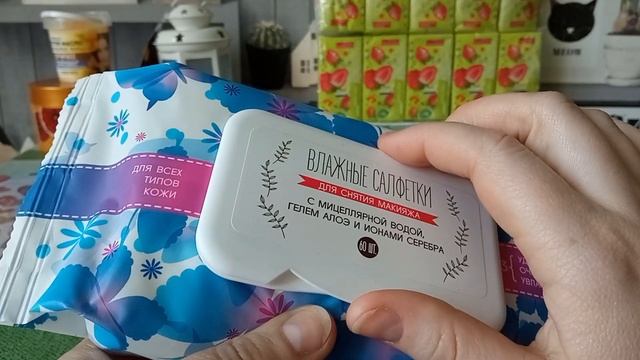 ДЛЯ ВСЕХ
ТИПОВ
КОЖИ
ВЛАЖНЫЕ САЛФЕТКИ
ДЛЯ СНЯТИЯ МАКИЯЖА
С МИЦЕЛЛЯРНОЙ ВОДОЙ,
ГЕЛЕМ АЛОЭ И ИОНАМИ СЕРЕБРА
60 ШТ.